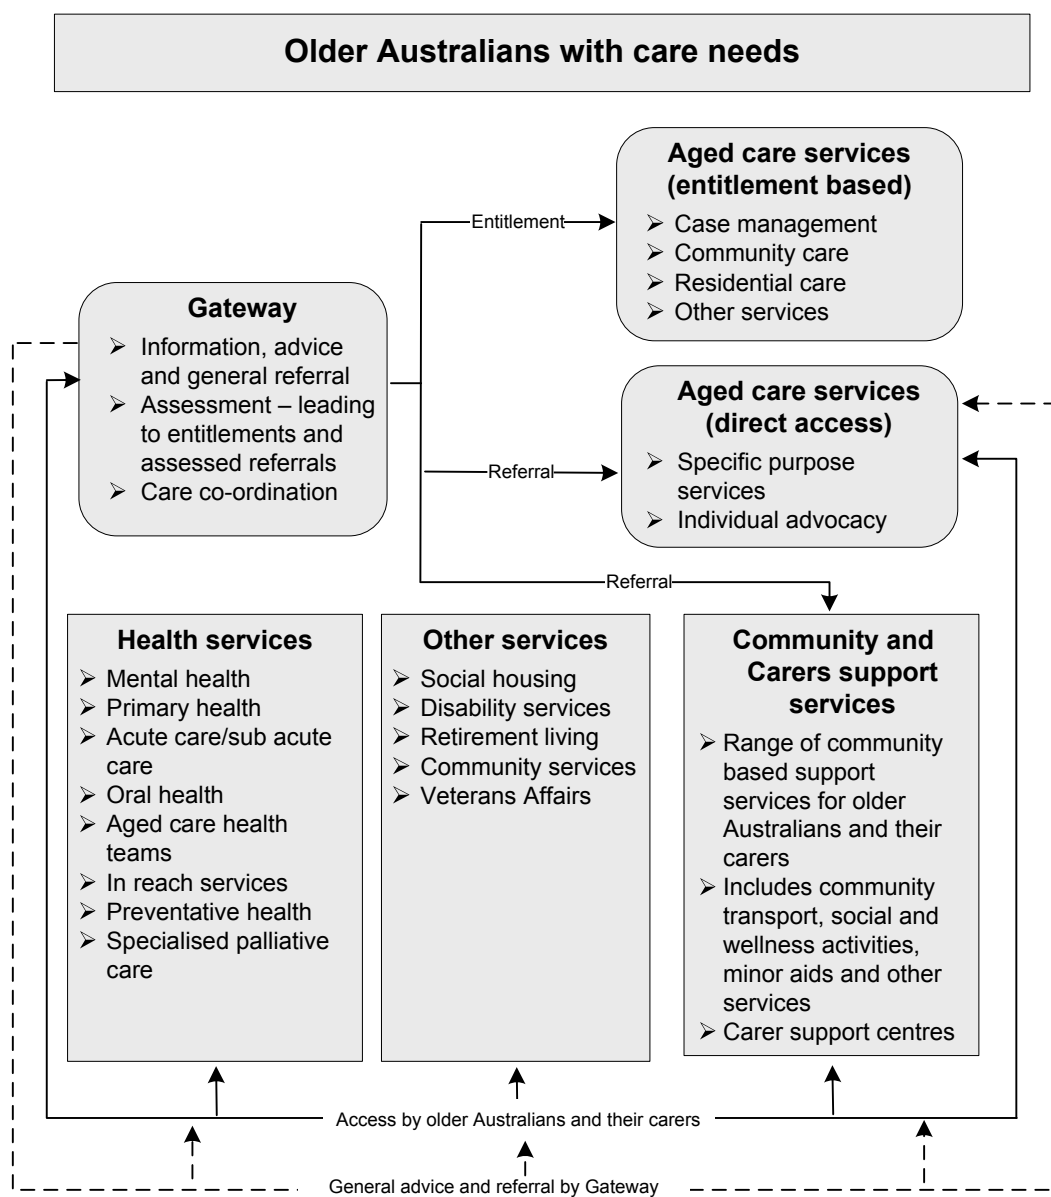 Older Australians with care needs
Aged care services
(entitlement based)
➢ Case management
➢ Community care
➢ Residential care
➢ Other services
Entitlement
Gateway
➢ Information, advice
and general referral
➢ Assessment – leading
to entitlements and
assessed referrals
➢ Care co-ordination
Aged care services
(direct access)
➢ Specific purpose
services
➢ Individual advocacy
Referral
Referral
Health services
➢ Mental health
➢ Primary health
➢ Acute care/sub acute
care
➢ Oral health
➢ Aged care health
teams
➢ In reach services
➢ Preventative health
➢ Specialised palliative
care
Other services
➢ Social housing
➢ Disability services
➢ Retirement living
➢ Community services
➢ Veterans Affairs
Community and
Carers support
services
➢ Range of community
based support
services for older
Australians and their
carers
➢ Includes community
transport, social and
wellness activities,
minor aids and other
services
➢ Carer support centres
Access by older Australians and their carers
General advice and referral by Gateway